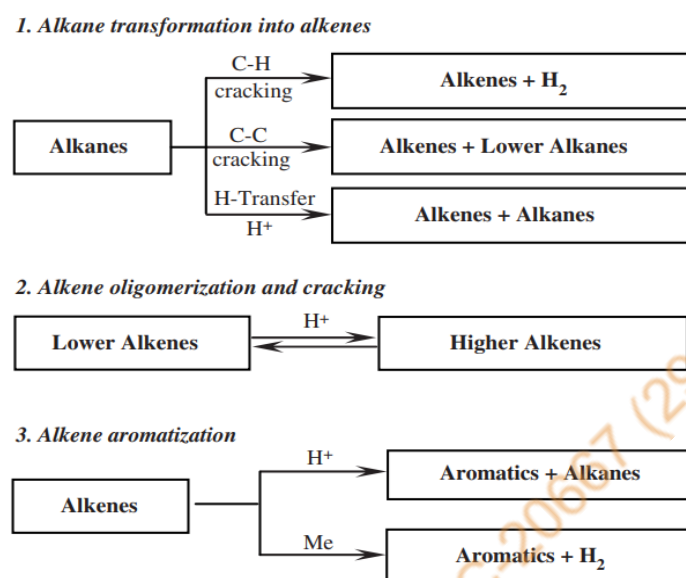 1. Alkane transformation into alkenes
C-H
cracking
Alkenes + H2
Alkanes
C-C
cracking
Alkenes + Lower Alkanes
H-Transfer
H+
Alkenes + Alkanes
2. Alkene oligomerization and cracking
Lower Alkenes
H+
Higher Alkenes
3. Alkene aromatization
Alkenes
H+
Aromatics + Alkanes
Me
Aromatics + H2